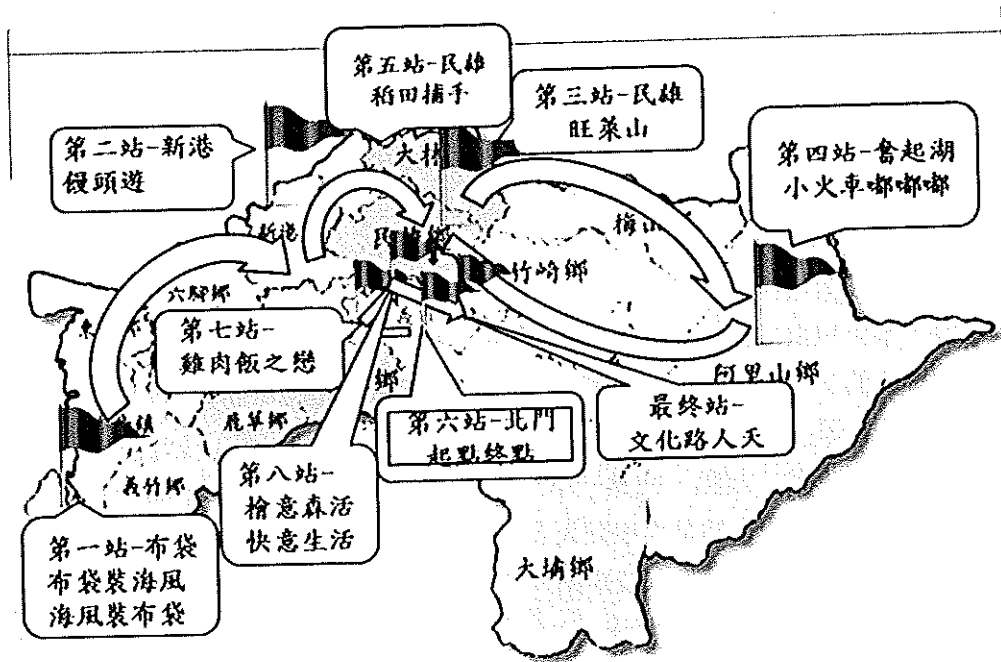 第五站-民雄
稻田捕手
第三站-民雄
旺萊山
第二站-新港
饅頭遊
第四站-奮起湖
小火車嘟嘟嘟
大林
梅山
新港
竹崎鄉
六腳鄉
第七站-
雞肉飯之戀
阿里山鄉
鄉
鹿草鄉
第六站-北門
起點終點
最終站-
文化路人天
義竹鄉
第八站-
檜意森活
快意生活
第一站-布袋
布袋裝海風
海風裝布袋
大埔鄉